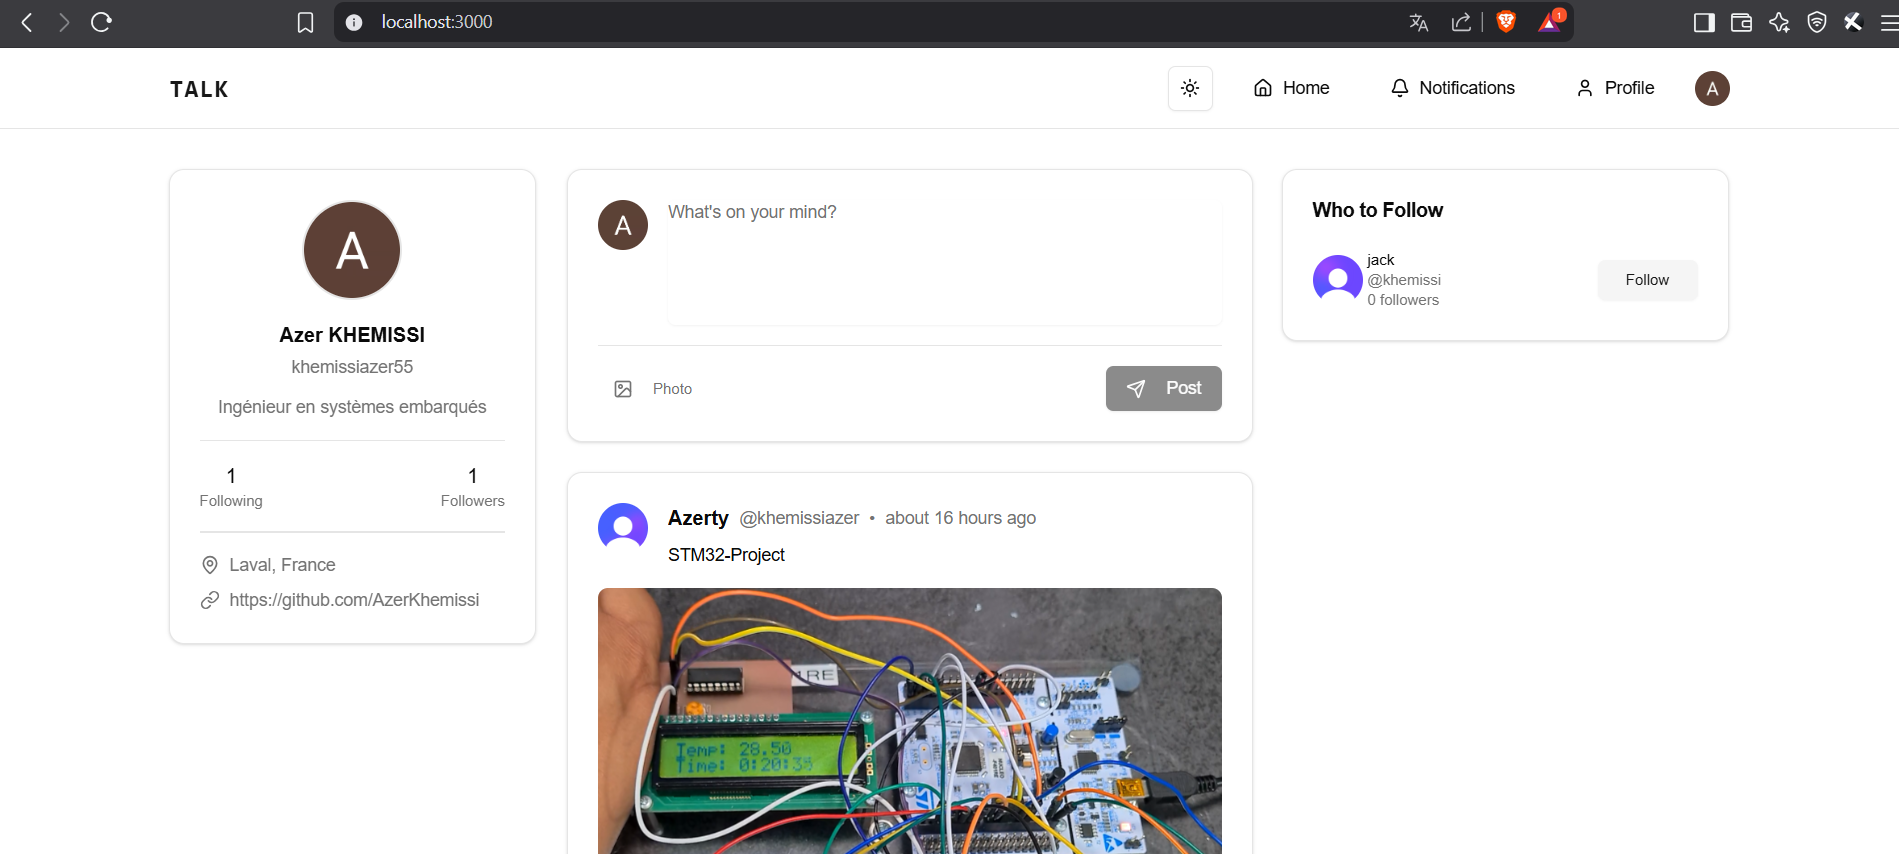 localhost:3000
1
TALK
Home
Notifications
Profile
A
A
Azer KHEMISSI
khemissiazer55
Ingénieur en systèmes embarqués
1
Following
1
Followers
Laval, France
https://github.com/AzerKhemissi
A
What's on your mind?
Photo
Post
Azerty @khemissiazer • about 16 hours ago
STM32-Project
Temp: 28.50
Time: 0:20:3
Who to Follow
jack
@khemissi
0 followers
Follow